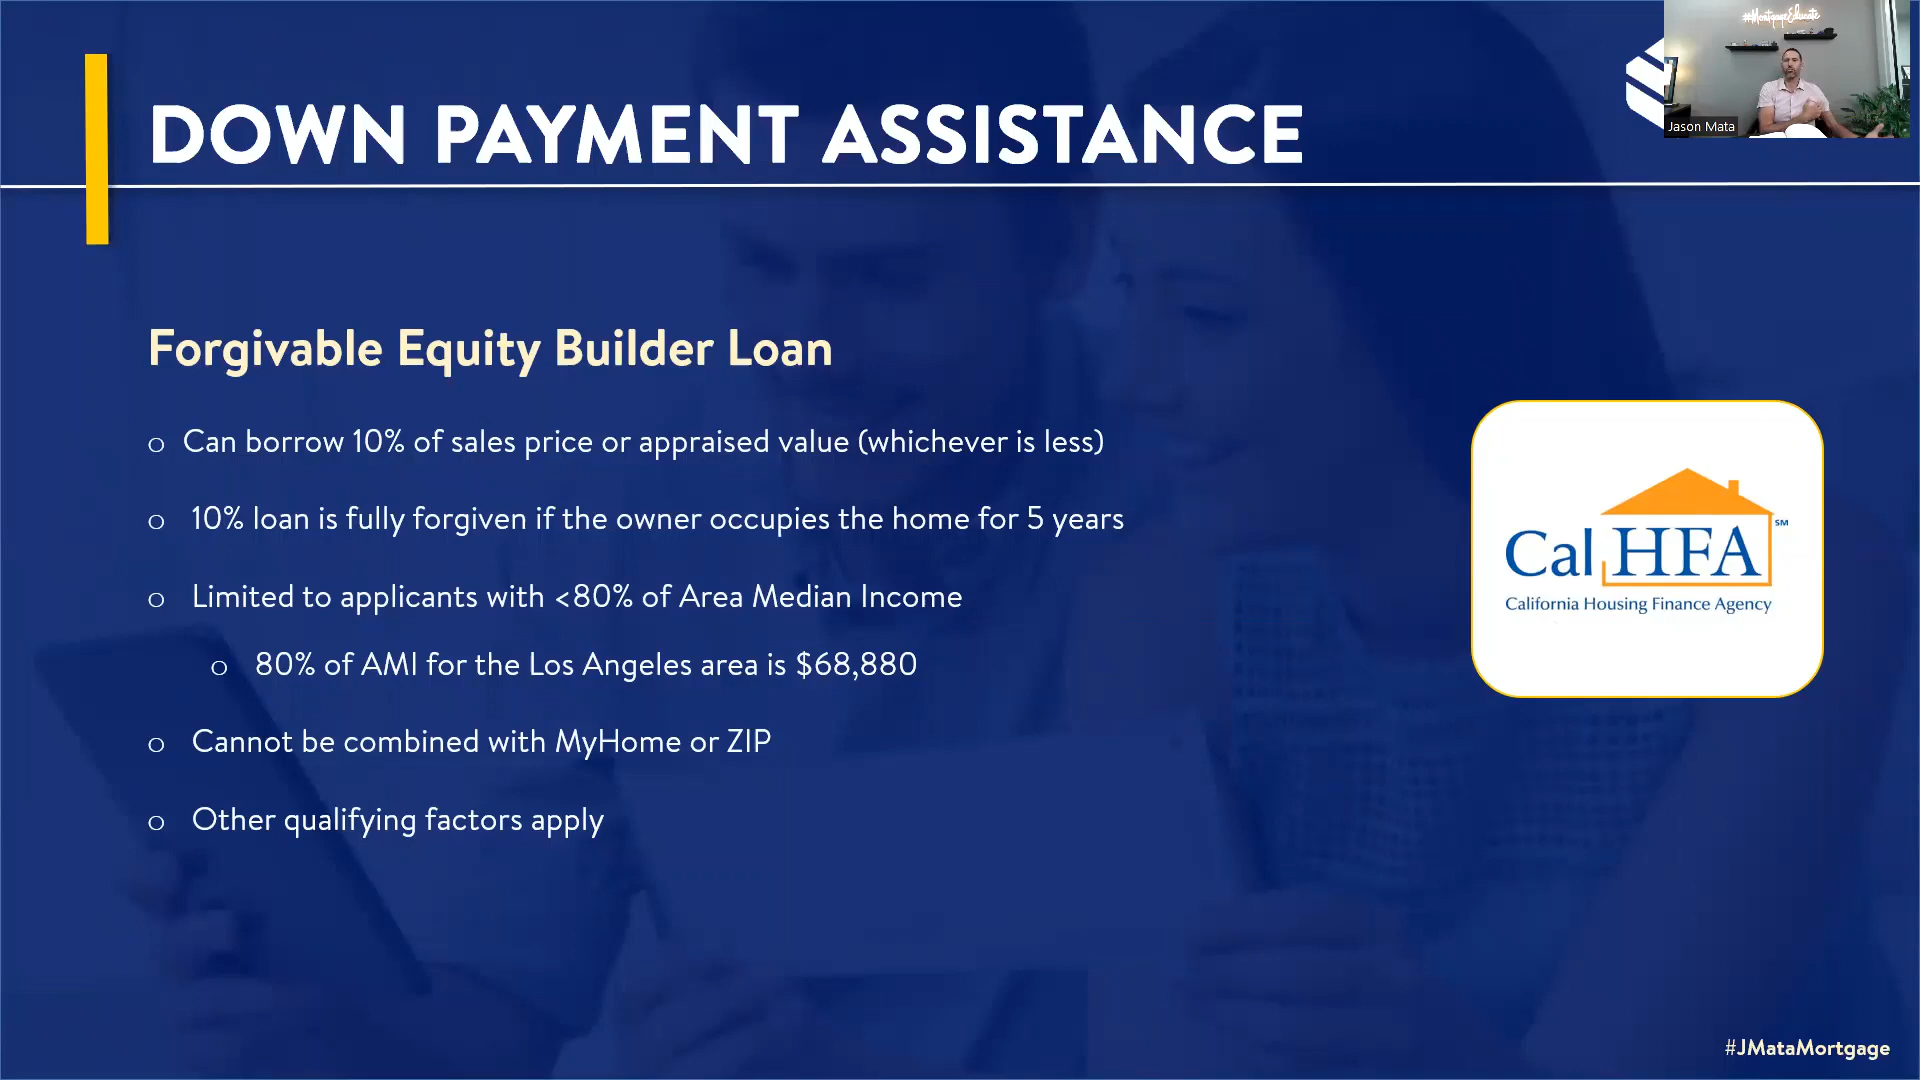 #MortgageEducate
Jason Mata
DOWN PAYMENT ASSISTANCE
Forgivable Equity Builder Loan
o Can borrow 10% of sales price or appraised value (whichever is less)
o 10% loan is fully forgiven if the owner occupies the home for 5 years
o Limited to applicants with <80% of Area Median Income
o 80% of AMI for the Los Angeles area is $68,880
o Cannot be combined with MyHome or ZIP
o Other qualifying factors apply
Cal HFA SM
California Housing Finance Agency
#JMataMortgage